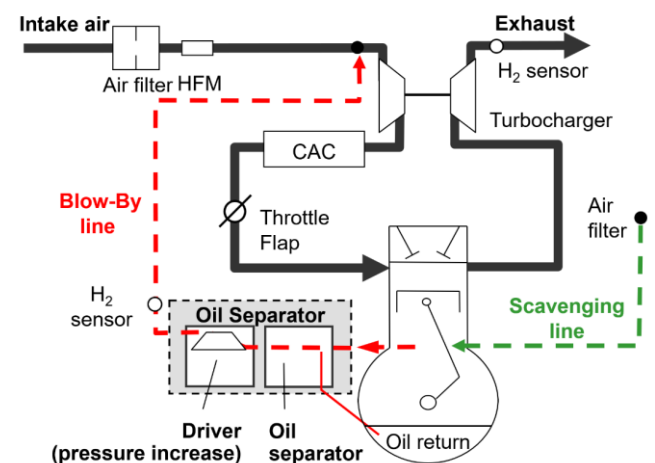 Intake air
Exhaust
Air filter HFM
H₂ sensor
Turbocharger
CAC
Blow-By
line
Throttle
Flap
Air
filter
H₂
sensor
Oil Separator
Scavenging
line
Driver
(pressure increase)
Oil
separator
Oil return